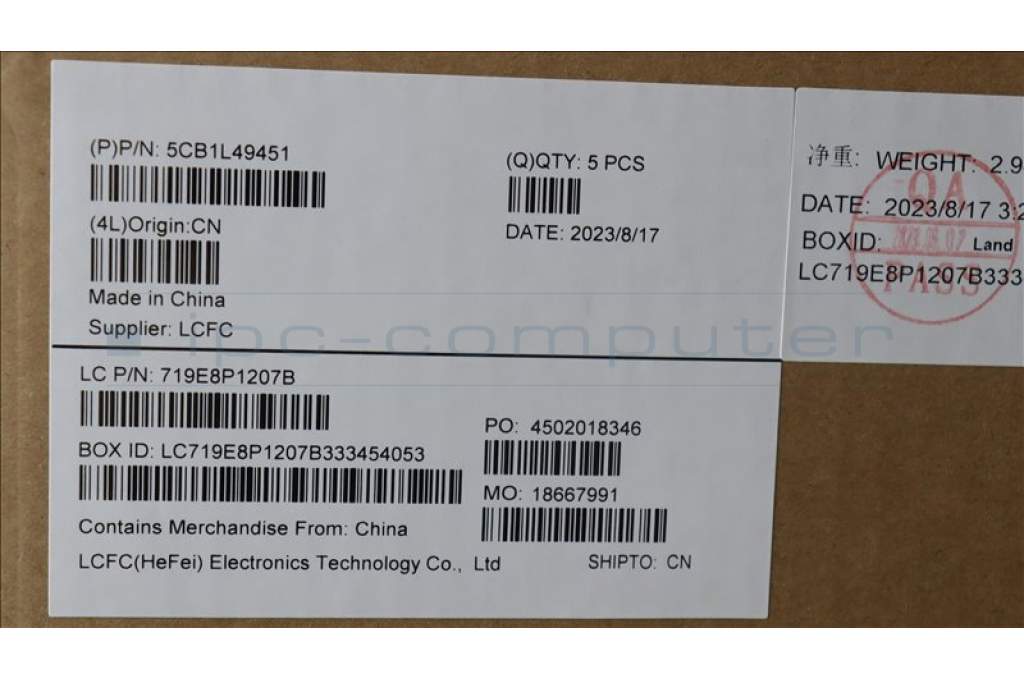 (P)P/N: 5CB1L49451
(Q)QTY: 5 PCS
(4L)Origin:CN
DATE: 2023/8/17
Made in China
Supplier: LCFC
净重: WEIGHT: 2.9
DATE: 2023/8/17 3:2
BOXID: Land
LC719E8P1207B333
QA
PASS
ipc-computer
LC P/N: 719E8P1207B
PO: 4502018346
BOX ID: LC719E8P1207B333454053
MO: 18667991
Contains Merchandise From: China
LCFC(HeFei) Electronics Technology Co., Ltd
SHIPTO: CN